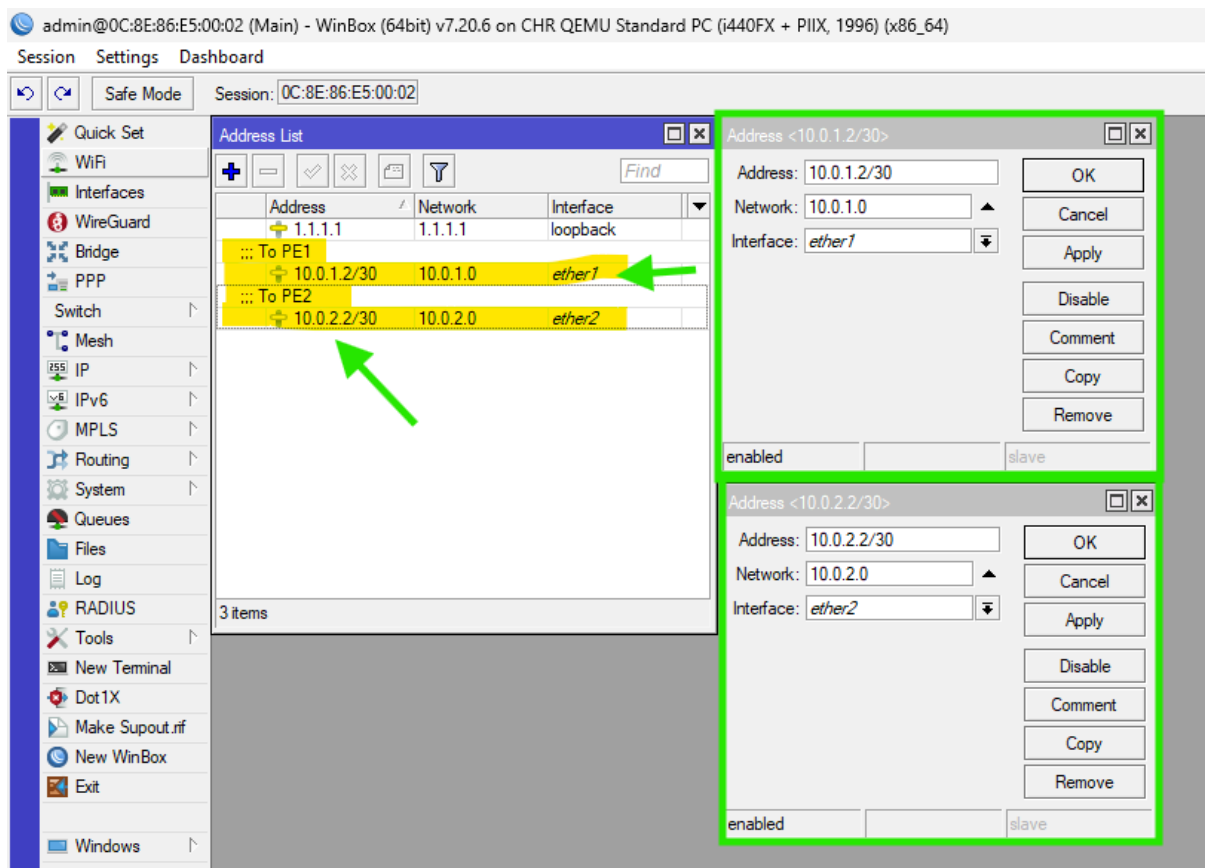 admin@0C:8E:86:E5:00:02 (Main) - WinBox (64bit) v7.20.6 on CHR QEMU Standard PC (i440FX + PIIX, 1996) (x86_64)
Session Settings Dashboard
Safe Mode Session: 0C:8E:86:E5:00:02
Quick Set
WiFi
Interfaces
WireGuard
Bridge
PPP
Switch
Mesh
255 IP
v6 IPv6
MPLS
Routing
System
Queues
Files
Log
RADIUS
Tools
New Terminal
Dot1X
Make Supout.rif
New WinBox
Exit
Windows
Address List
Find
Address Network Interface
1.1.1.1 1.1.1.1 loopback
;;; To PE1
10.0.1.2/30 10.0.1.0 ether1
;;; To PE2
10.0.2.2/30 10.0.2.0 ether2
3 items
Address <10.0.1.2/30>
Address: 10.0.1.2/30
Network: 10.0.1.0
Interface: ether1
OK
Cancel
Apply
Disable
Comment
Copy
Remove
enabled slave
Address <10.0.2.2/30>
Address: 10.0.2.2/30
Network: 10.0.2.0
Interface: ether2
OK
Cancel
Apply
Disable
Comment
Copy
Remove
enabled slave